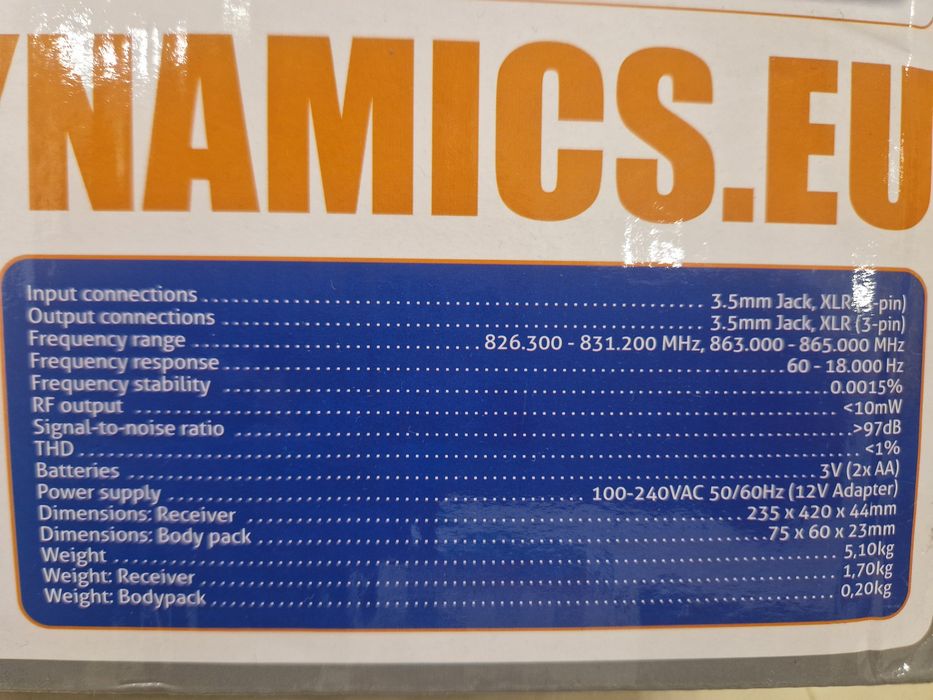 YNAMICS.EU
Input connections 3.5mm Jack, XLR (3-pin)
Output connections 3.5mm Jack, XLR (3-pin)
Frequency range 826.300 - 831.200 MHz, 863.000 - 865.000 MHz
Frequency response 60 - 18.000 Hz
Frequency stability 0.0015%
RF output <10mW
Signal-to-noise ratio >97dB
THD <1%
Batteries 3V (2x AA)
Power supply 100-240VAC 50/60Hz (12V Adapter)
Dimensions: Receiver 235 x 420 x 44mm
Dimensions: Body pack 75 x 60 x 23mm
Weight 5,10kg
Weight: Receiver 1,70kg
Weight: Bodypack 0,20kg